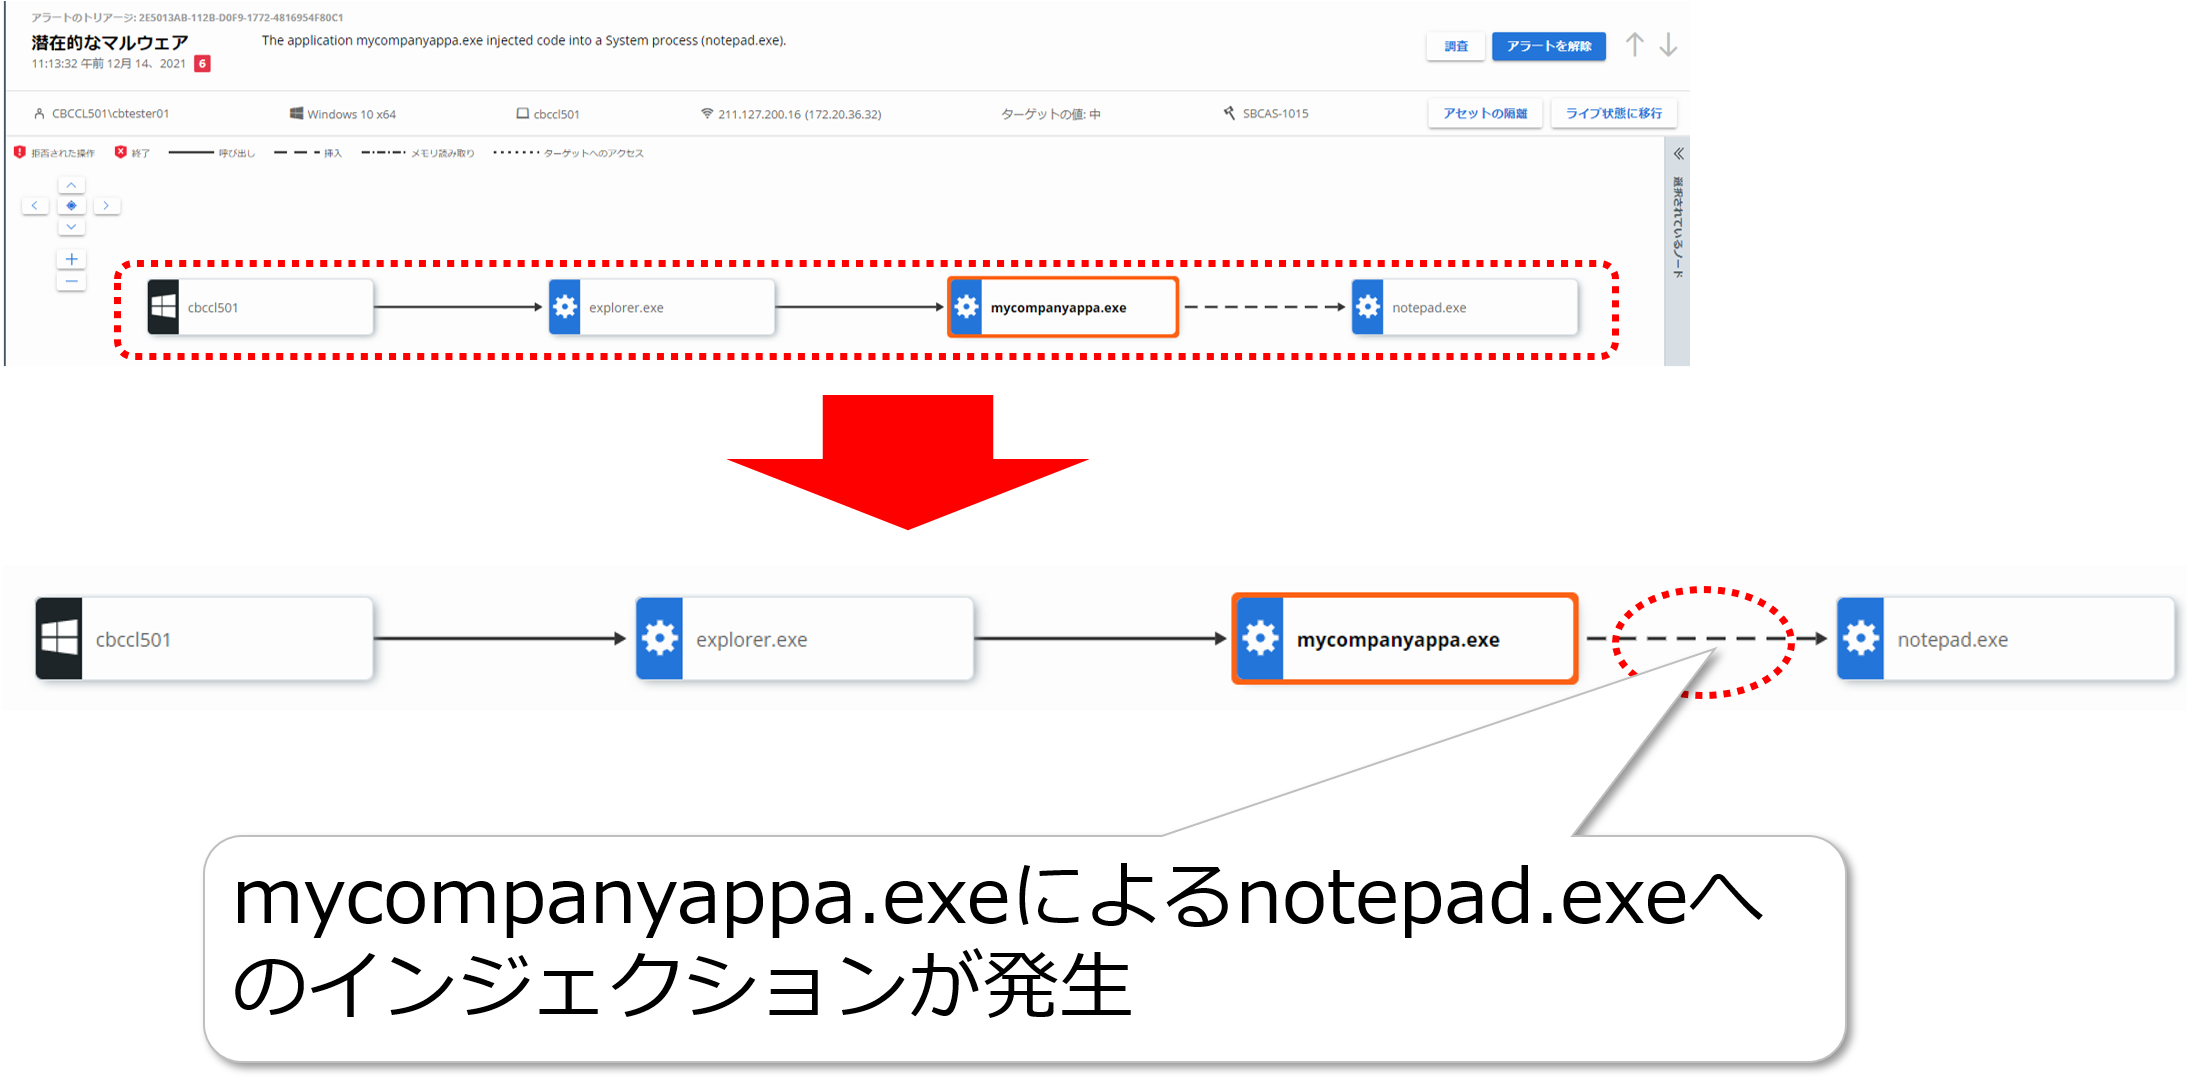 アラートのトリアージ: 2E5013AB-112B-D0F9-1772-4816954F80C1
潜在的なマルウェア
The application mycompanyappa.exe injected code into a System process (notepad.exe).
11:13:32 午前 12月 14、2021 6
調査
アラートを解除
CBCCL501\cbtester01
Windows 10 x64
cbccl501
211.127.200.16 (172.20.36.32)
ターゲットの値: 中
SBCAS-1015
アセットの隔離
ライブ状態に移行
拒否された操作
終了
呼び出し
挿入
メモリ読み取り
ターゲットへのアクセス
選択されているノード
cbccl501
explorer.exe
mycompanyappa.exe
notepad.exe
cbccl501
explorer.exe
mycompanyappa.exe
notepad.exe
mycompanyappa.exeによるnotepad.exeへ
のインジェクションが発生